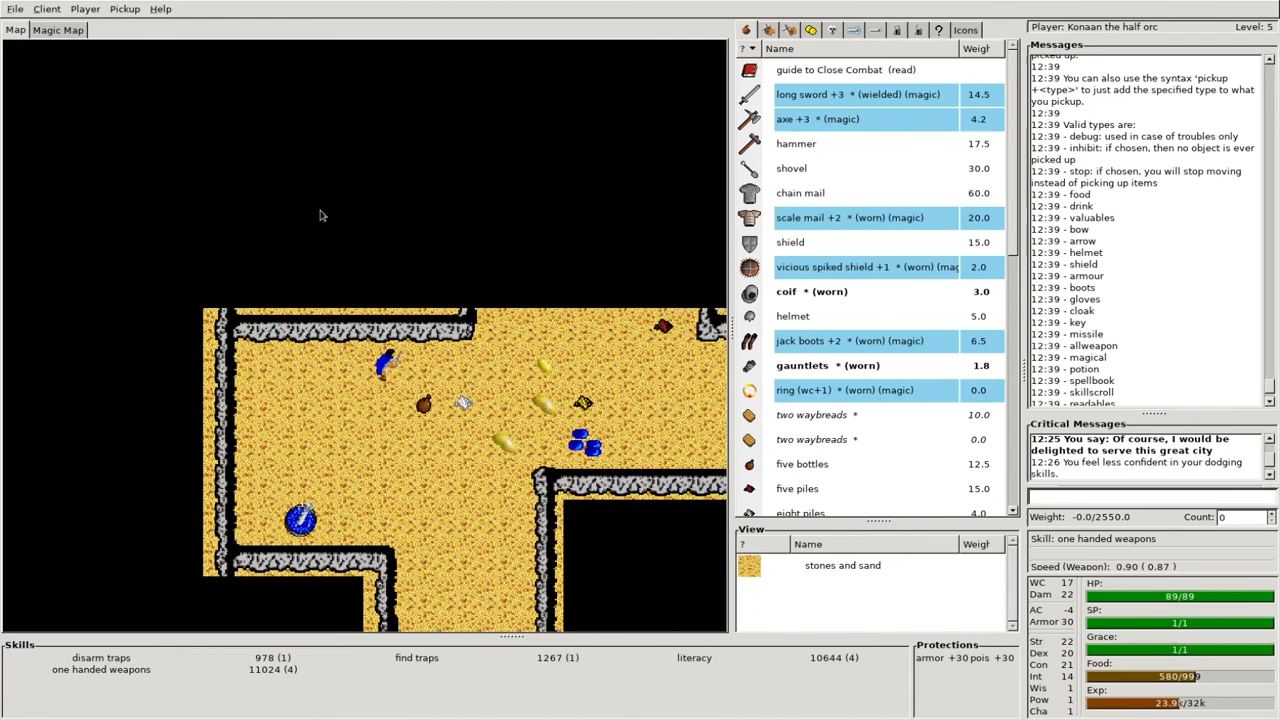 File Client Player Pickup Help
Map Magic Map
? Name Weigh
guide to Close Combat (read)
long sword +3 * (wielded) (magic) 14.5
axe +3 * (magic) 4.2
hammer 17.5
shovel 30.0
chain mail 60.0
scale mail +2 * (worn) (magic) 20.0
shield 15.0
vicious spiked shield +1 * (worn) (mag 2.0
coif * (worn) 3.0
helmet 5.0
jack boots +2 * (worn) (magic) 6.5
gauntlets * (worn) 1.8
ring (wc+1) * (worn) (magic) 0.0
two waybreads * 10.0
two waybreads * 0.0
five bottles 12.5
five piles 15.0
eight piles 4.0
? Icons
View
? Name Weigh
stones and sand
Player: Konaan the half orc Level: 5
Messages
picked up.
12:39
12:39 You can also use the syntax 'pickup
+<type>' to just add the specified type to what
you pickup.
12:39
12:39 Valid types are:
12:39 - debug: used in case of troubles only
12:39 - inhibit: if chosen, then no object is ever
picked up
12:39 - stop: if chosen, you will stop moving
instead of picking up items
12:39 - food
12:39 - drink
12:39 - valuables
12:39 - bow
12:39 - arrow
12:39 - helmet
12:39 - shield
12:39 - armour
12:39 - boots
12:39 - gloves
12:39 - cloak
12:39 - key
12:39 - missile
12:39 - allweapon
12:39 - magical
12:39 - potion
12:39 - spellbook
12:39 - skillscroll
12:39 - readables
Critical Messages
12:25 You say: Of course, I would be
delighted to serve this great city
12:26 You feel less confident in your dodging
skills.
Weight: -0.0/2550.0 Count: 0
Skill: one handed weapons
Speed (Weapon): 0.90 ( 0.87 )
WC 17
Dam 22
AC -4
Armor 30
Str 22
Dex 20
Con 21
Int 14
Wis 1
Pow 1
Cha 1
HP:
89/89
SP:
1/1
Grace:
1/1
Food:
580/999
Exp:
23.9k/32k
Skills
disarm traps 978 (1) find traps 1267 (1) literacy 10644 (4)
one handed weapons 11024 (4)
Protections
armor +30 pois +30